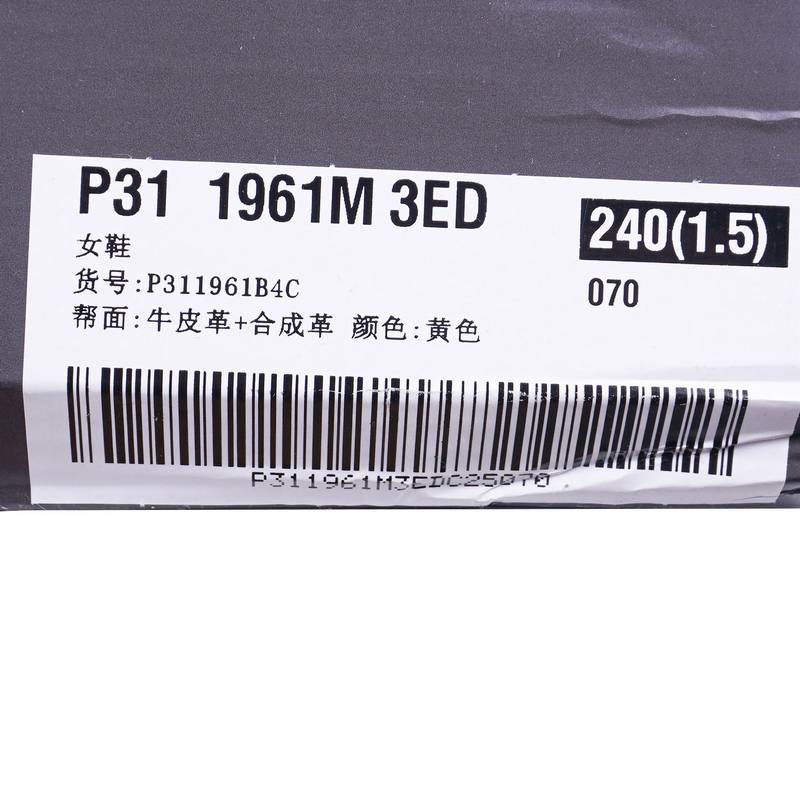 P31 1961M 3ED
240(1.5)
女鞋
070
货号:P311961B4C
帮面:牛皮革+合成革 颜色:黄色
P311961M3EDC25070